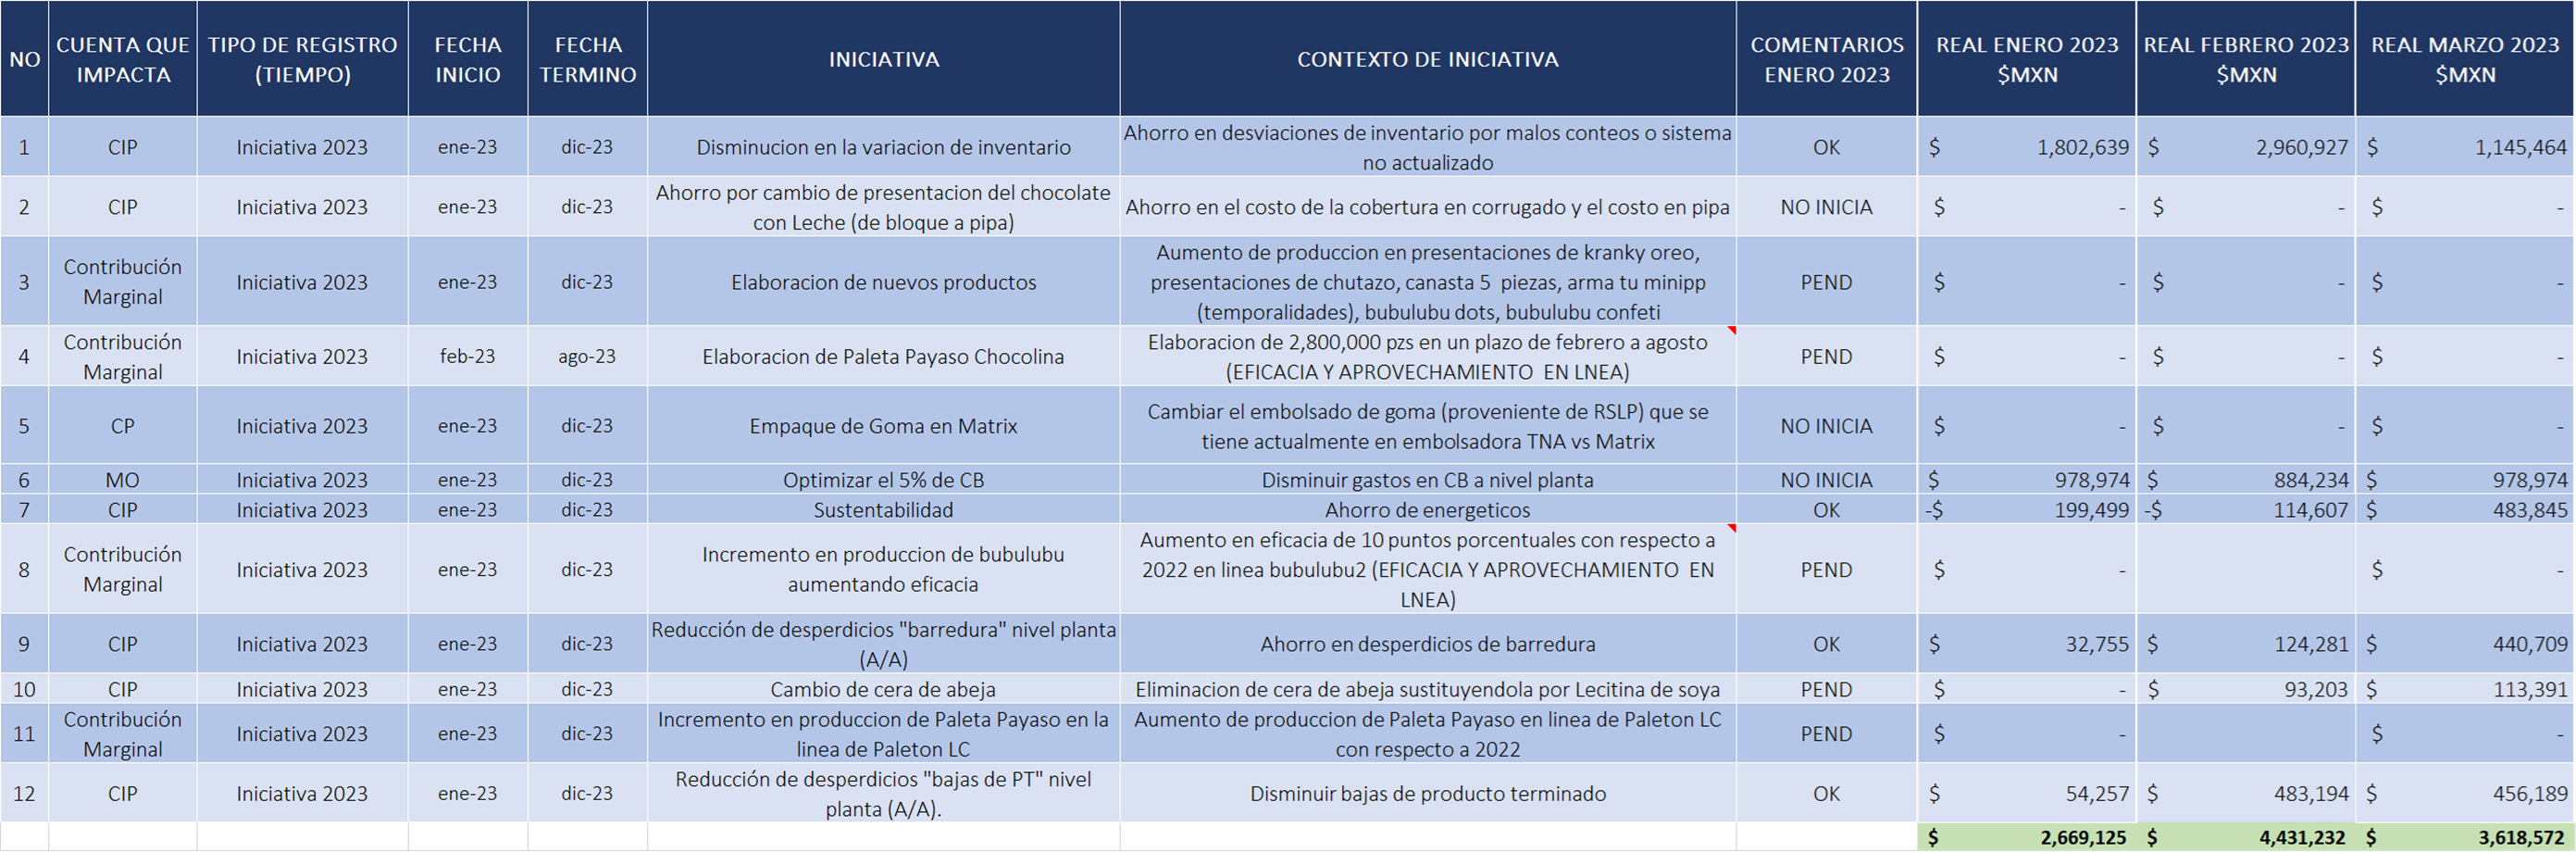 NO CUENTA QUE IMPACTA TIPO DE REGISTRO (TIEMPO) FECHA INICIO FECHA TERMINO INICIATIVA CONTEXTO DE INICIATIVA COMENTARIOS ENERO 2023 REAL ENERO 2023 $MXN REAL FEBRERO 2023 $MXN REAL MARZO 2023 $MXN
1 CIP Iniciativa 2023 ene-23 dic-23 Disminucion en la variacion de inventario Ahorro en desviaciones de inventario por malos conteos o sistema no actualizado OK $ 1,802,639 $ 2,960,927 $ 1,145,464
2 CIP Iniciativa 2023 ene-23 dic-23 Ahorro por cambio de presentacion del chocolate con Leche (de bloque a pipa) Ahorro en el costo de la cobertura en corrugado y el costo en pipa NO INICIA $ - $ - $ -
3 Contribución Marginal Iniciativa 2023 ene-23 dic-23 Elaboracion de nuevos productos Aumento de produccion en presentaciones de kranky oreo, presentaciones de chutazo, canasta 5 piezas, arma tu minipp (temporalidades), bubulubu dots, bubulubu confeti PEND $ - $ - $ -
4 Contribución Marginal Iniciativa 2023 feb-23 ago-23 Elaboracion de Paleta Payaso Chocolina Elaboracion de 2,800,000 pzs en un plazo de febrero a agosto (EFICACIA Y APROVECHAMIENTO EN LNEA) PEND $ - $ - $ -
5 CP Iniciativa 2023 ene-23 dic-23 Empaque de Goma en Matrix Cambiar el embolsado de goma (proveniente de RSLP) que se tiene actualmente en embolsadora TNA vs Matrix NO INICIA $ - $ - $ -
6 MO Iniciativa 2023 ene-23 dic-23 Optimizar el 5% de CB Disminuir gastos en CB a nivel planta NO INICIA $ 978,974 $ 884,234 $ 978,974
7 CIP Iniciativa 2023 ene-23 dic-23 Sustentabilidad Ahorro de energeticos OK -$ 199,499 -$ 114,607 $ 483,845
8 Contribución Marginal Iniciativa 2023 ene-23 dic-23 Incremento en produccion de bubulubu aumentando eficacia Aumento en eficacia de 10 puntos porcentuales con respecto a 2022 en linea bubulubu2 (EFICACIA Y APROVECHAMIENTO EN LNEA) PEND $ - $ -
9 CIP Iniciativa 2023 ene-23 dic-23 Reducción de desperdicios "barredura" nivel planta (A/A) Ahorro en desperdicios de barredura OK $ 32,755 $ 124,281 $ 440,709
10 CIP Iniciativa 2023 ene-23 dic-23 Cambio de cera de abeja Eliminacion de cera de abeja sustituyendola por Lecitina de soya PEND $ - $ 93,203 $ 113,391
11 Contribución Marginal Iniciativa 2023 ene-23 dic-23 Incremento en produccion de Paleta Payaso en la linea de Paleton LC Aumento de produccion de Paleta Payaso en linea de Paleton LC con respecto a 2022 PEND $ - $ -
12 CIP Iniciativa 2023 ene-23 dic-23 Reducción de desperdicios "bajas de PT" nivel planta (A/A). Disminuir bajas de producto terminado OK $ 54,257 $ 483,194 $ 456,189
$ 2,669,125 $ 4,431,232 $ 3,618,572